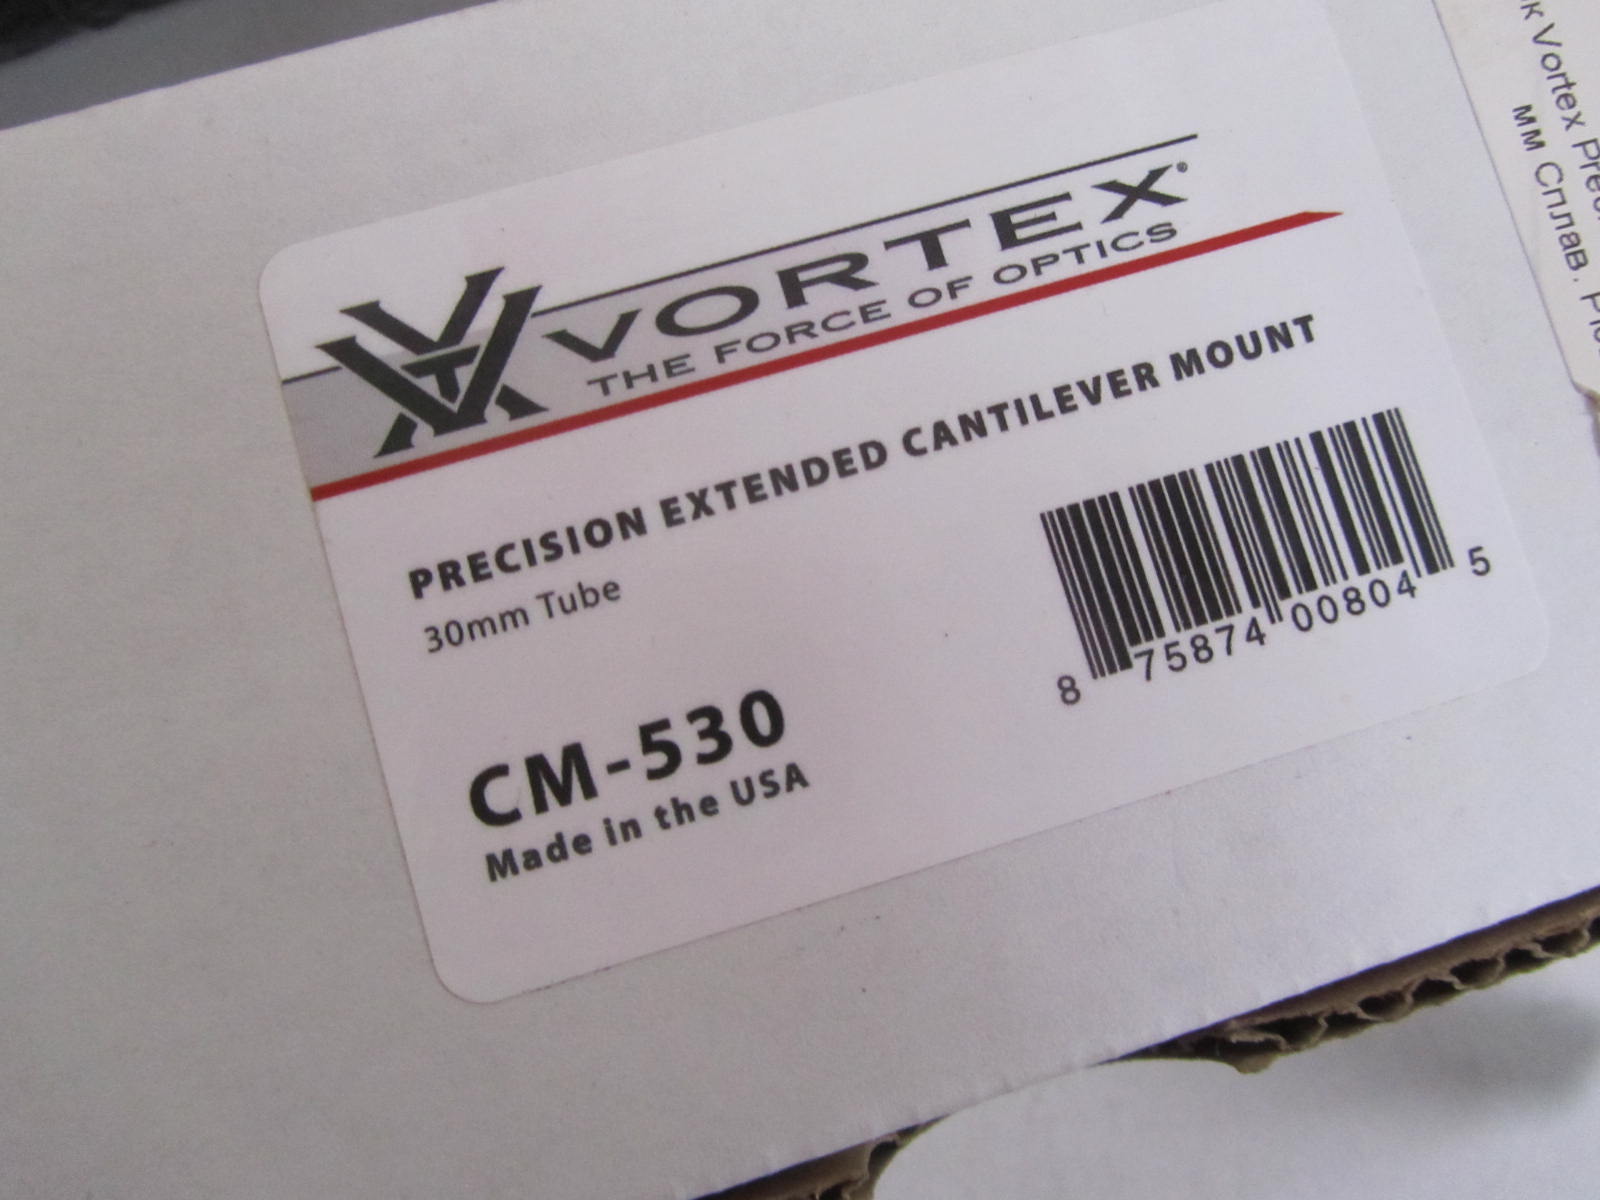 VORTEX®
THE FORCE OF OPTICS
PRECISION EXTENDED CANTILEVER MOUNT
30mm Tube
CM-530
Made in the USA
8 75874 00804 5
Vortex
мм Сплав.